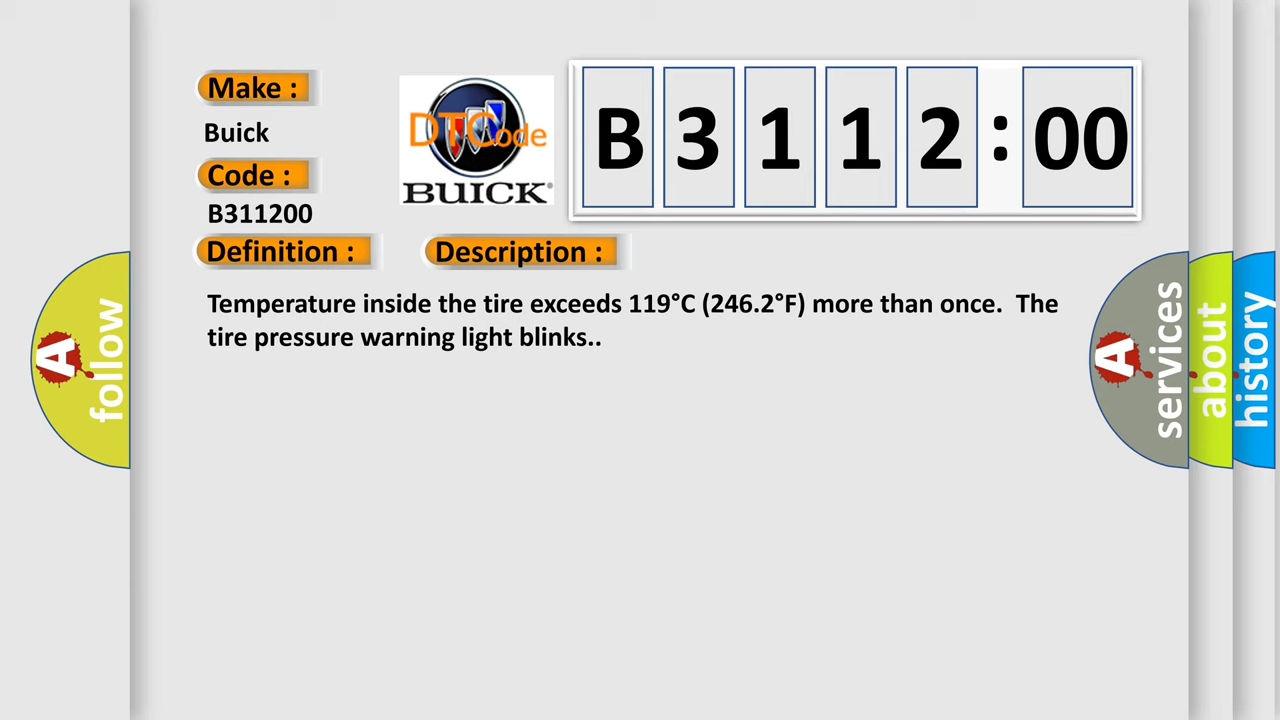 Make :
Buick
Code :
B311200
DTCode
BUICK®
B 3 1 1 2 : 00
Definition :
Description :
Temperature inside the tire exceeds 119°C (246.2°F) more than once. The
tire pressure warning light blinks..
A follow
A services
about
history